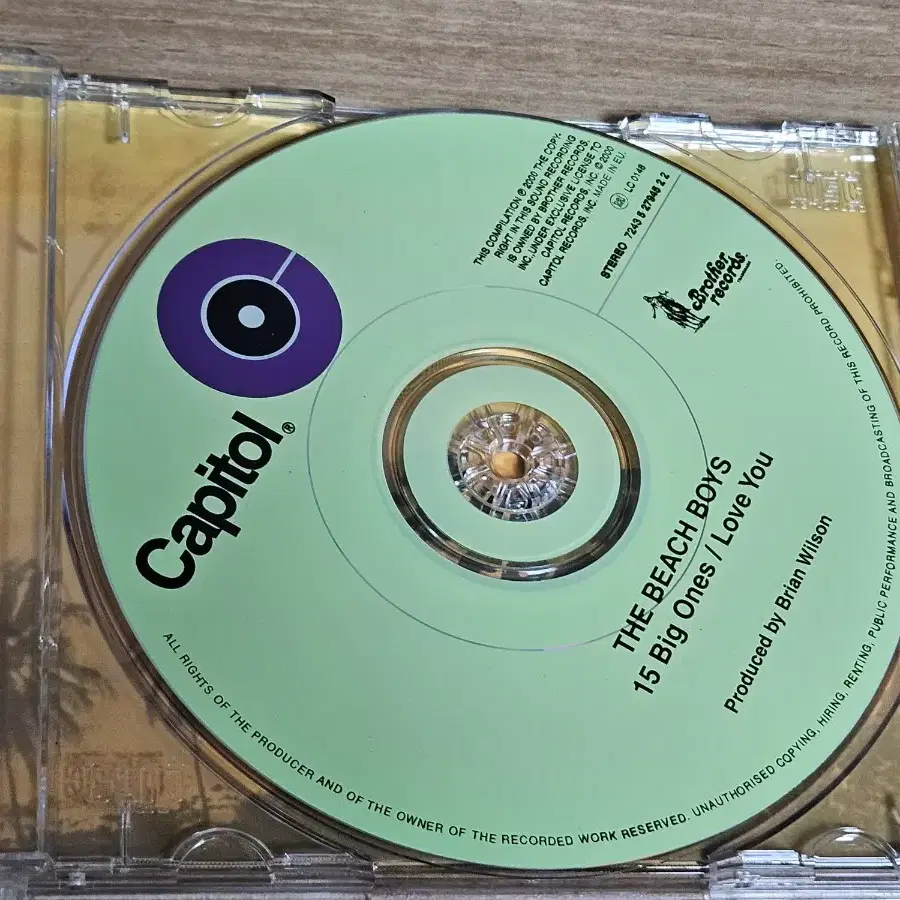 Capitol®
THIS COMPILATION ℗ 2000 THE COPY-
RIGHT IN THIS SOUND RECORDING
IS OWNED BY BROTHER RECORDS,
INC., UNDER EXCLUSIVE LICENSE TO
CAPITOL RECORDS, INC. © 2000
CAPITOL RECORDS, INC. MADE IN EU.
LC 0148
STEREO 7243 5 27945 2 2
Brother
records
THE BEACH BOYS
15 Big Ones / Love You
Produced by Brian Wilson
ALL RIGHTS OF THE PRODUCER AND OF THE OWNER OF THE RECORDED WORK RESERVED. UNAUTHORISED COPYING, HIRING, RENTING, PUBLIC PERFORMANCE AND BROADCASTING OF THIS RECORD PROHIBITED.